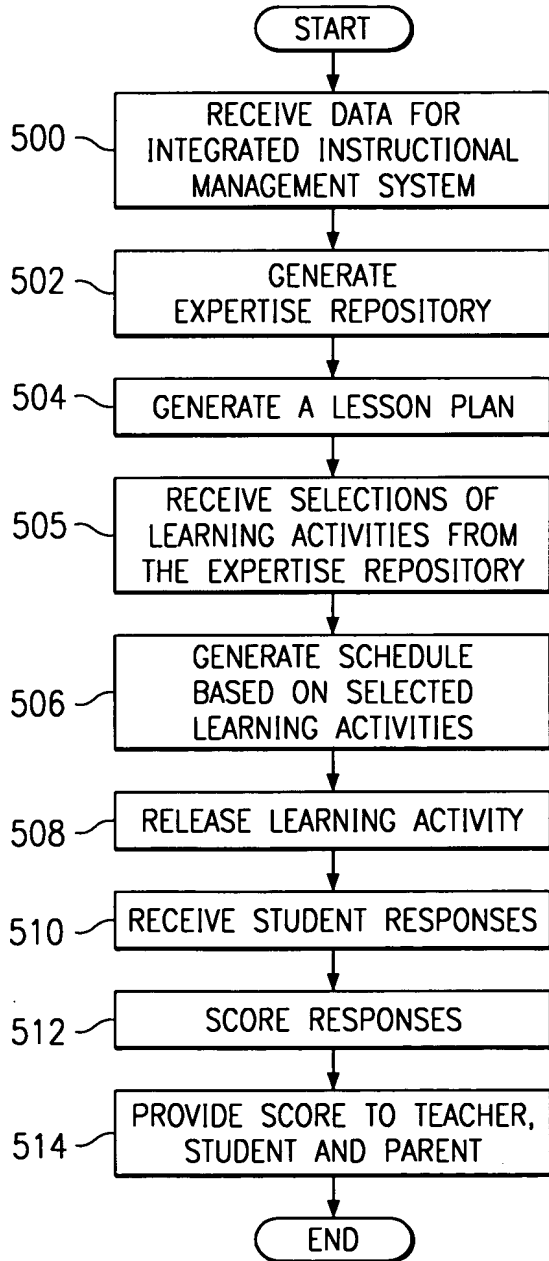 START
500
RECEIVE DATA FOR
INTEGRATED INSTRUCTIONAL
MANAGEMENT SYSTEM
502
GENERATE
EXPERTISE REPOSITORY
504
GENERATE A LESSON PLAN
505
RECEIVE SELECTIONS OF
LEARNING ACTIVITIES FROM
THE EXPERTISE REPOSITORY
506
GENERATE SCHEDULE
BASED ON SELECTED
LEARNING ACTIVITIES
508
RELEASE LEARNING ACTIVITY
510
RECEIVE STUDENT RESPONSES
512
SCORE RESPONSES
514
PROVIDE SCORE TO TEACHER,
STUDENT AND PARENT
END